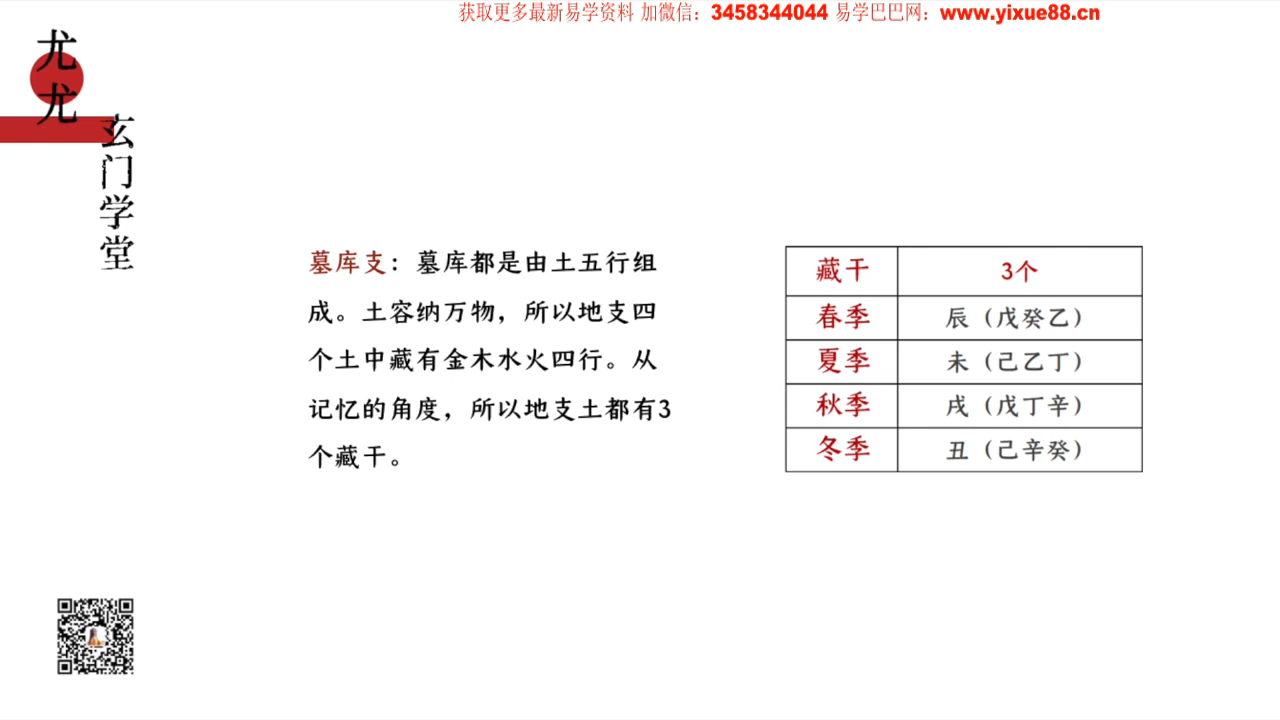 获取更多最新易学资料 加微信：3458344044 易学巴巴网：www.yixue88.cn
尤尤
玄门学堂
墓库支：墓库都是由土五行组
成。土容纳万物，所以地支四
个土中藏有金木水火四行。从
记忆的角度，所以地支土都有3
个藏干。
藏干 3个
春季 辰（戊癸乙）
夏季 未（己乙丁）
秋季 戌（戊丁辛）
冬季 丑（己辛癸）